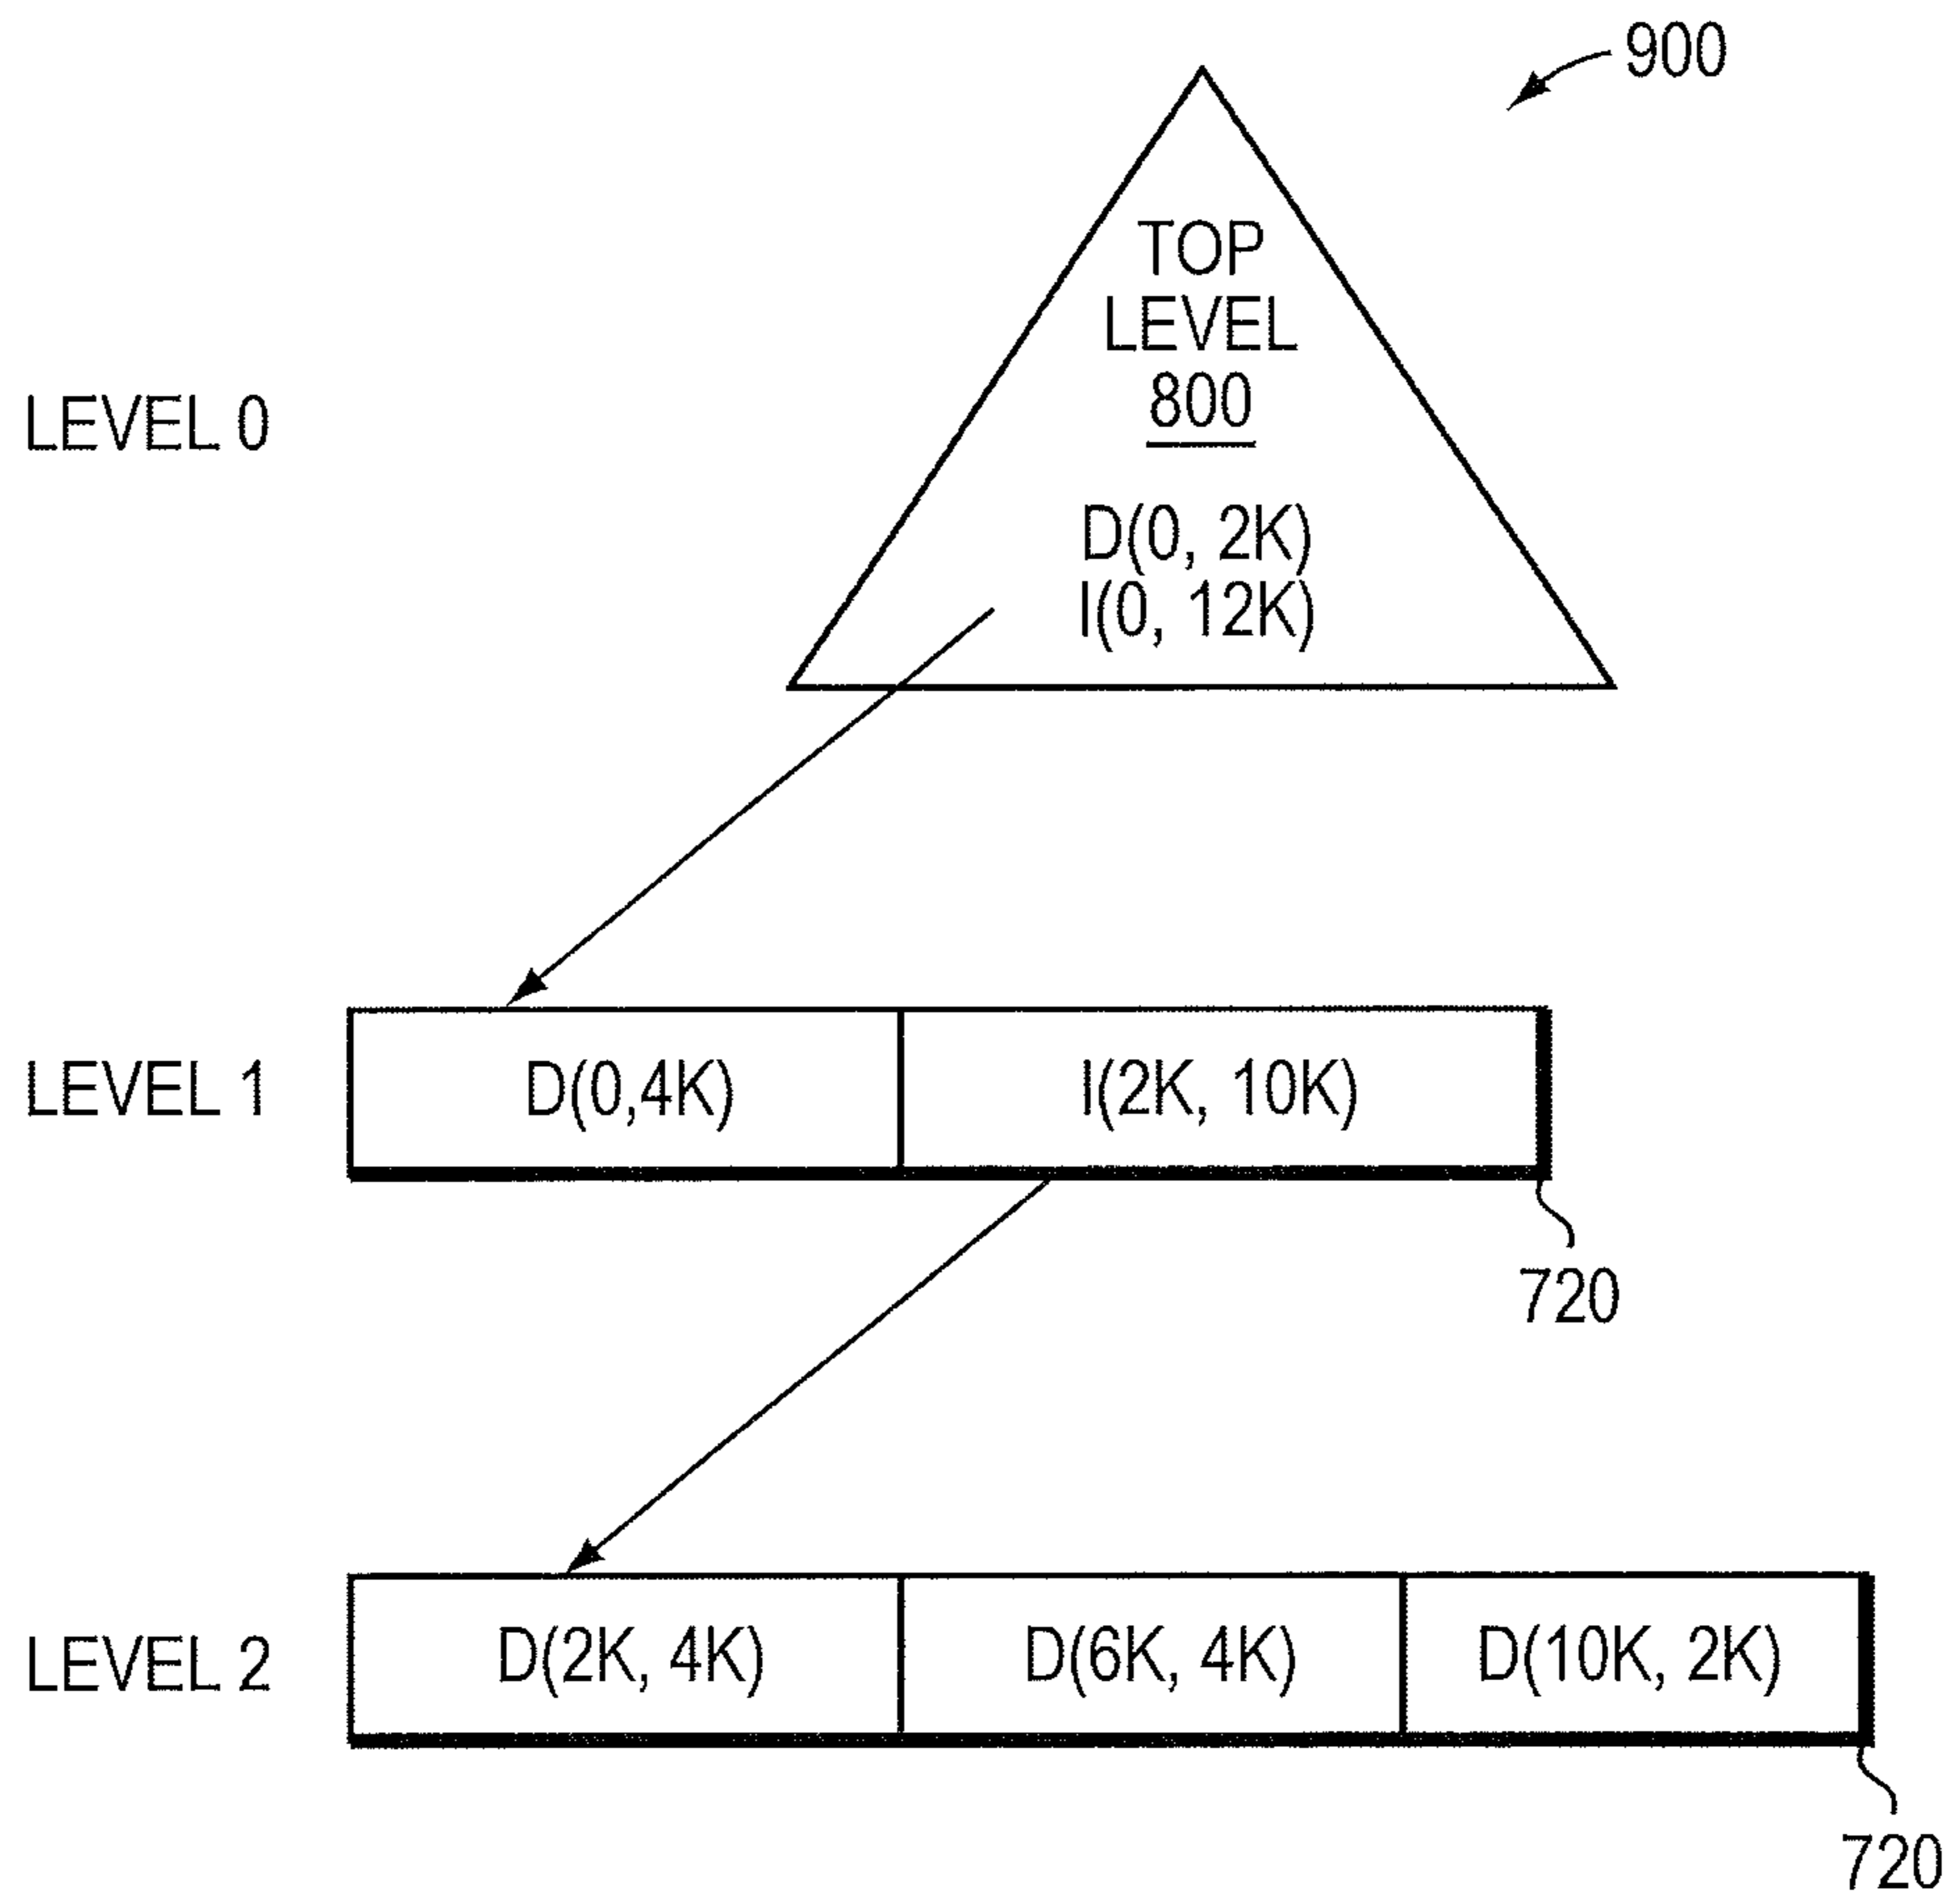 900
TOP
LEVEL
800
LEVEL 0
D(0, 2K)
I(0, 12K)
LEVEL 1
D(0,4K)
I(2K, 10K)
720
LEVEL 2
D(2K, 4K)
D(6K, 4K)
D(10K, 2K)
720